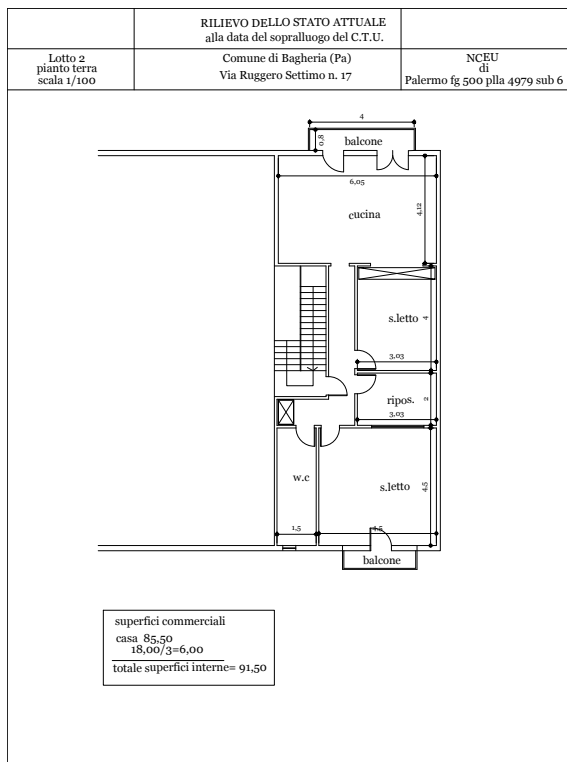 RILIEVO DELLO STATO ATTUALE
alla data del sopralluogo del C.T.U.
Lotto 2
pianto terra
scala 1/100
Comune di Bagheria (Pa)
Via Ruggero Settimo n. 17
NCEU
di
Palermo fg 500 plla 4979 sub 6
4
0,8
balcone
6,05
cucina
4,12
s.letto
4
3,03
ripos.
2
3,03
w.c
s.letto
4,5
1,5
4,5
balcone
superfici commerciali
casa 85,50
18,00/3=6,00
totale superfici interne= 91,50